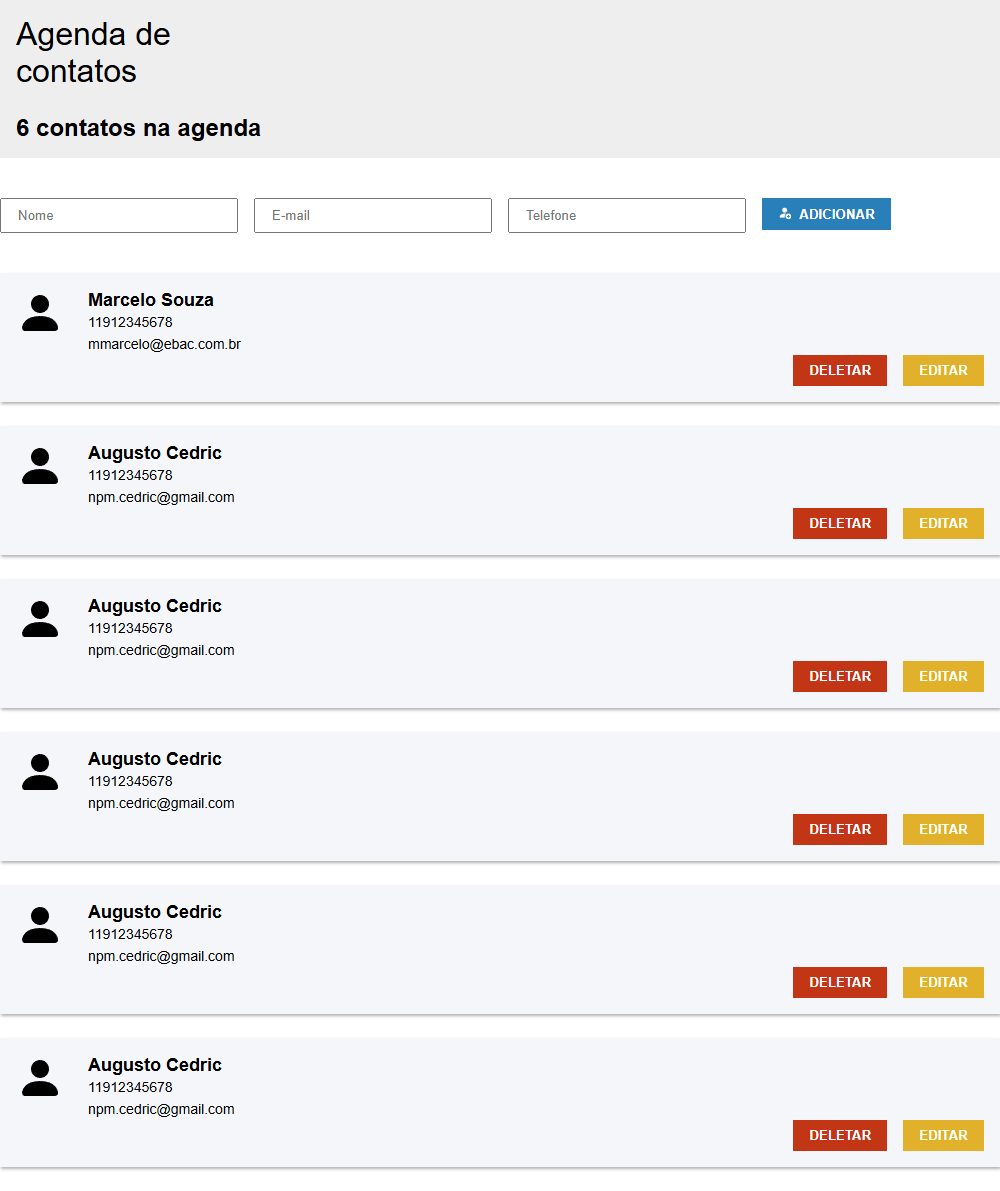 Agenda de
contatos
6 contatos na agenda
Nome E-mail Telefone ADICIONAR
Marcelo Souza
11912345678
mmarcelo@ebac.com.br
DELETAR EDITAR
Augusto Cedric
11912345678
npm.cedric@gmail.com
DELETAR EDITAR
Augusto Cedric
11912345678
npm.cedric@gmail.com
DELETAR EDITAR
Augusto Cedric
11912345678
npm.cedric@gmail.com
DELETAR EDITAR
Augusto Cedric
11912345678
npm.cedric@gmail.com
DELETAR EDITAR
Augusto Cedric
11912345678
npm.cedric@gmail.com
DELETAR EDITAR